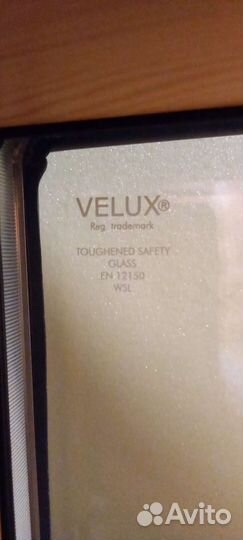 VELUX®
Reg. trademark
TOUGHENED SAFETY
GLASS
EN 12150
WSL
Avito